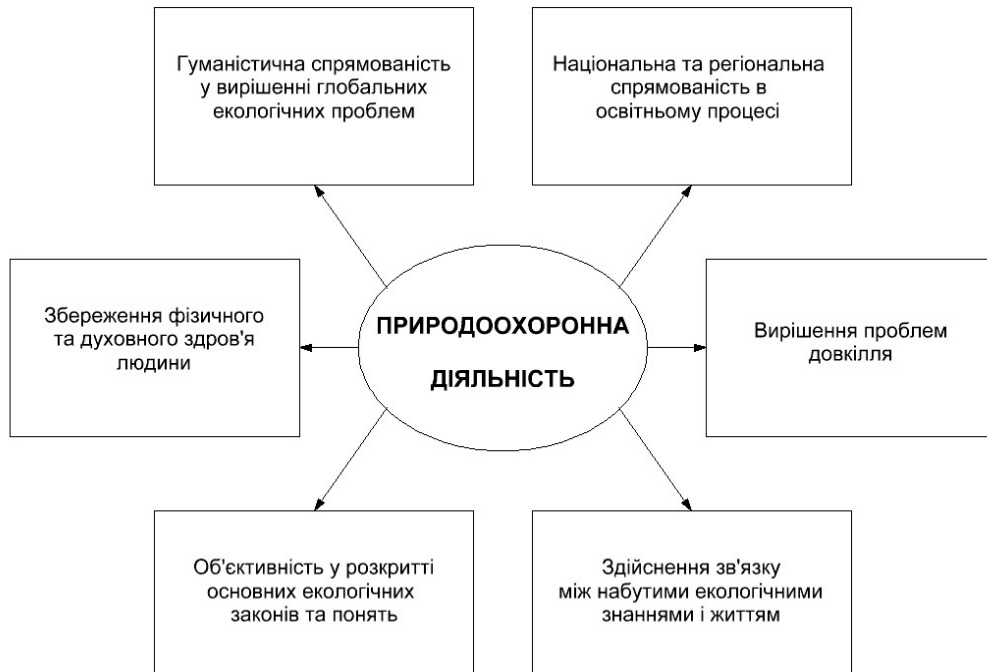 Гуманістична спрямованість
у вирішенні глобальних
екологічних проблем
Національна та регіональна
спрямованість в
освітньому процесі
Збереження фізичного
та духовного здров'я
людини
ПРИРОДООХОРОННА
ДІЯЛЬНІСТЬ
Вирішення проблем
довкілля
Об'єктивність у розкритті
основних екологічних
законів та понять
Здійснення зв'язку
між набутими екологічними
знаннями і життям